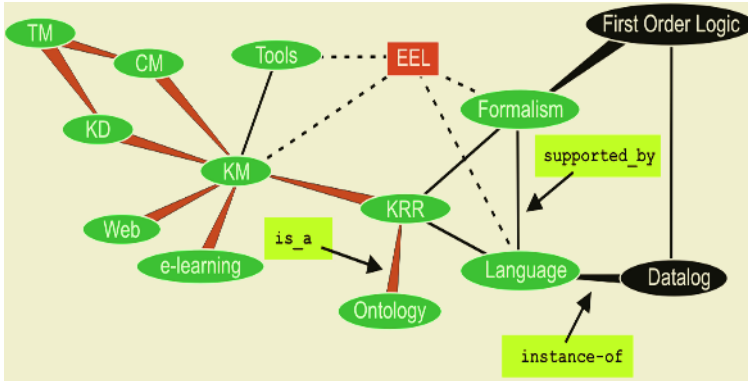 TM
First Order Logic
Tools
EEL
CM
Formalism
KD
supported_by
KM
KRR
Web
is_a
e-learning
Language
Datalog
Ontology
instance-of